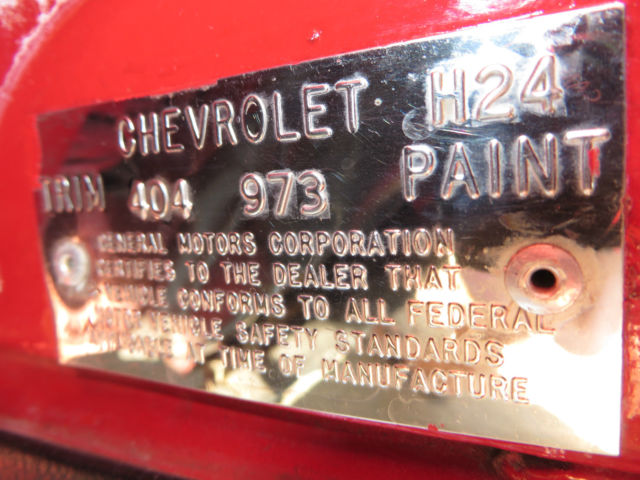 CHEVROLET H24
TRIM 404 973 PAINT
GENERAL MOTORS CORPORATION
CERTIFIES TO THE DEALER THAT
VEHICLE CONFORMS TO ALL FEDERAL
MOTOR VEHICLE SAFETY STANDARDS
AT TIME OF MANUFACTURE